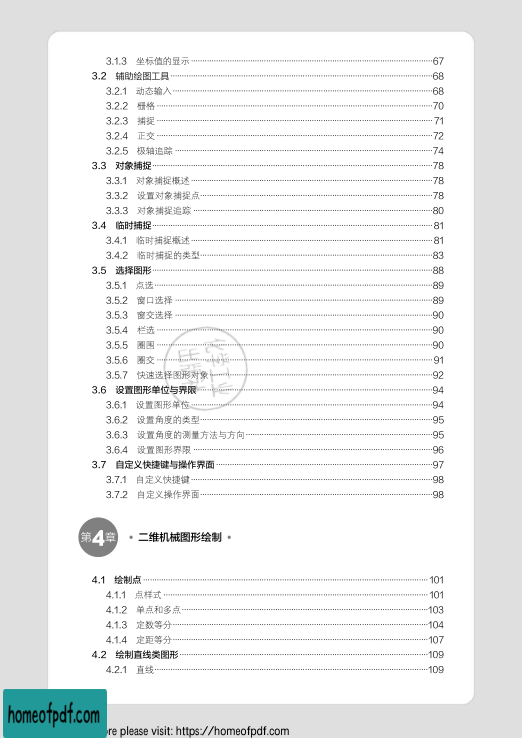 3.1.3 坐标值的显示 67
3.2 辅助绘图工具 68
3.2.1 动态输入 68
3.2.2 栅格 70
3.2.3 捕捉 71
3.2.4 正交 72
3.2.5 极轴追踪 74
3.3 对象捕捉 78
3.3.1 对象捕捉概述 78
3.3.2 设置对象捕捉点 78
3.3.3 对象捕捉追踪 80
3.4 临时捕捉 81
3.4.1 临时捕捉概述 81
3.4.2 临时捕捉的类型 83
3.5 选择图形 88
3.5.1 点选 89
3.5.2 窗口选择 89
3.5.3 窗交选择 90
3.5.4 栏选 90
3.5.5 圈围 90
3.5.6 圈交 91
3.5.7 快速选择图形对象 92
3.6 设置图形单位与界限 94
3.6.1 设置图形单位 94
3.6.2 设置角度的类型 95
3.6.3 设置角度的测量方法与方向 95
3.6.4 设置图形界限 96
3.7 自定义快捷键与操作界面 97
3.7.1 自定义快捷键 98
3.7.2 自定义操作界面 98
第4章 • 二维机械图形绘制 •
4.1 绘制点 101
4.1.1 点样式 101
4.1.2 单点和多点 103
4.1.3 定数等分 104
4.1.4 定距等分 107
4.2 绘制直线类图形 109
4.2.1 直线 109
homeofpdf.com
re please visit: https://homeofpdf.com